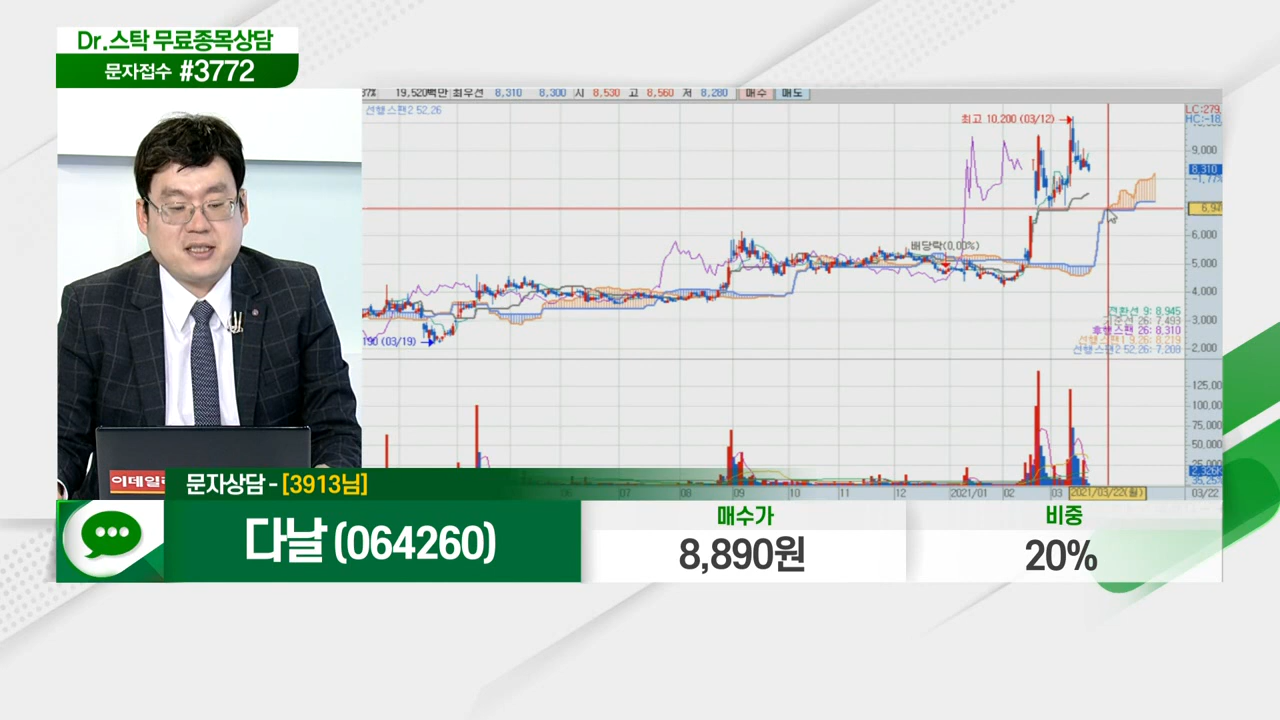 Dr.스탁 무료종목상담
문자접수 #3772
19,520백만 최우선 8,310 8,300 시 8,530 고 8,560 저 8,280 매수 매도
선행스팬2 52,26
LC:279
HC:-18
최고 10,200 (03/12)
9,000
8,310
-1,77%
6,000
배당락(0,00%)
5,000
4,000
전환선 9: 8,945
기준선 26: 7,493
후행스팬 26: 8,310
선행스팬1 9,26: 8,219
선행스팬2 52,26: 7,208
3,000
190 (03/19)
2,000
125,00
100,00
75,000
50,000
06 07 08 09 10 11 12 2021/01 02 03 2021/03/22(월) 03/22
문자상담 - [3913님]
다날 (064260)
매수가
8,890원
비중
20%